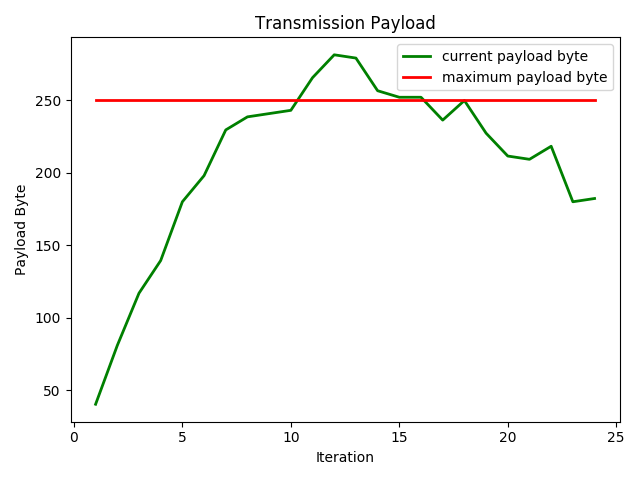 Transmission Payload
current payload byte
maximum payload byte
250
200
150
100
50
Payload Byte
0 5 10 15 20 25
Iteration